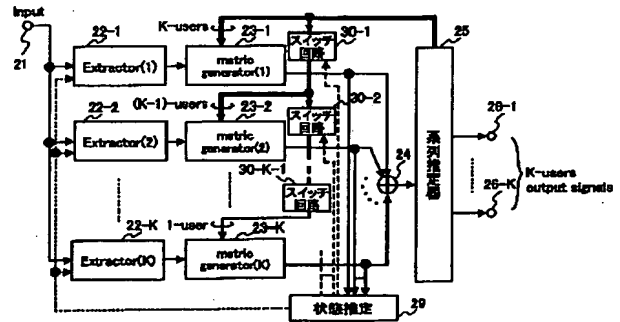 Input
21
22-1
Extractor(1)
K-users
23-1
metric
generator(1)
スイッチ
回路
30-1
25
22-2
Extractor(2)
(K-1)-users
23-2
metric
generator(2)
スイッチ
回路
30-2
24
系列推定部
26-1
K-users
output signals
26-K
30-K-1
スイッチ
回路
22-K
Extractor(K)
1-user
23-K
metric
generator(K)
状態推定
29